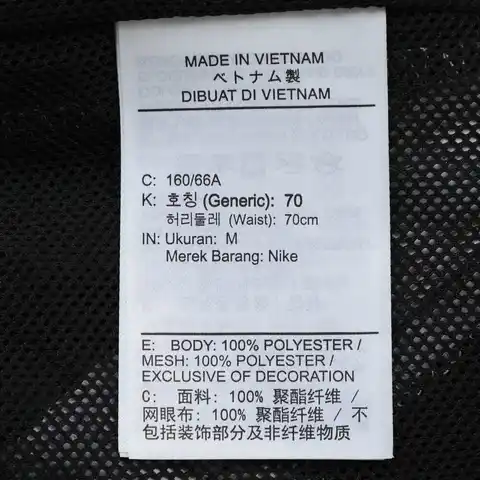 MADE IN VIETNAM
ベトナム製
DIBUAT DI VIETNAM
C: 160/66A
K: 호칭 (Generic): 70
허리둘레 (Waist): 70cm
IN: Ukuran: M
Merek Barang: Nike
E: BODY: 100% POLYESTER /
MESH: 100% POLYESTER /
EXCLUSIVE OF DECORATION
C: 面料: 100% 聚酯纤维 /
网眼布: 100% 聚酯纤维 / 不
包括装饰部分及非纤维物质